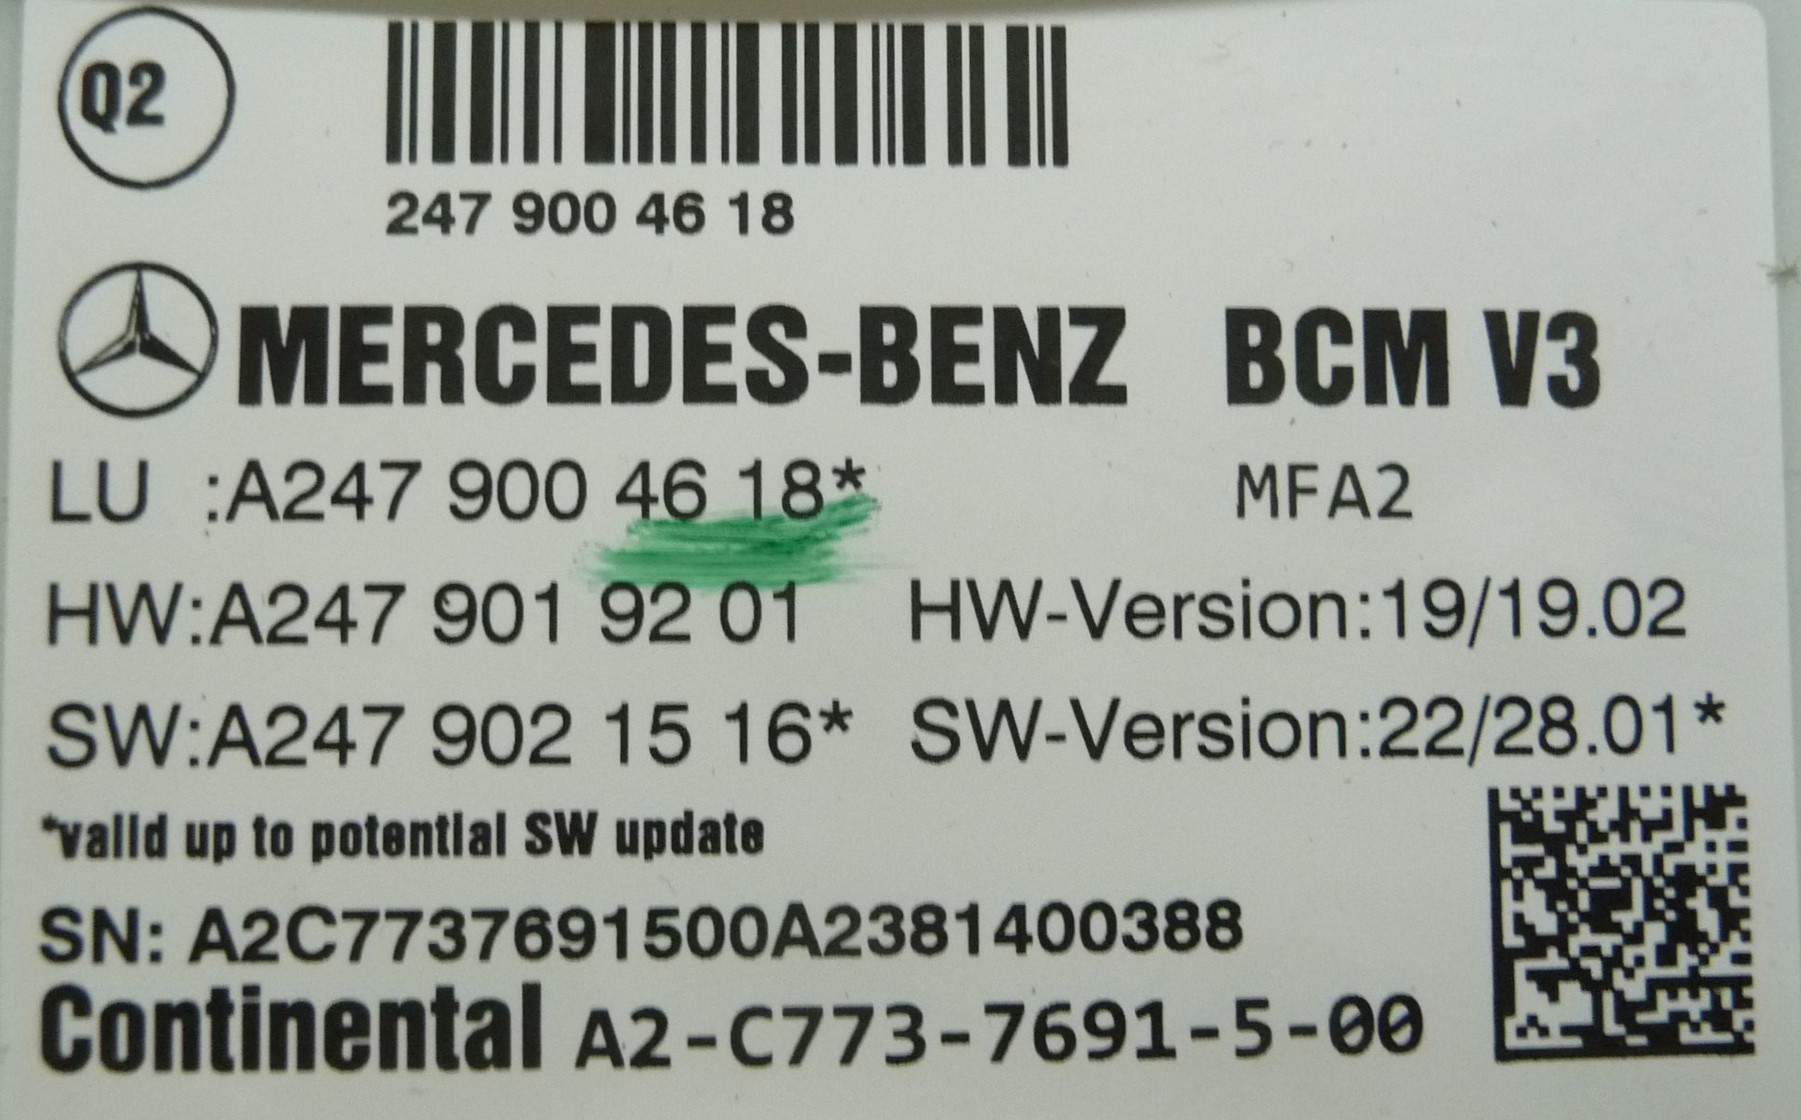 Q2
247 900 46 18
MERCEDES-BENZ BCM V3
LU :A247 900 46 18* MFA2
HW:A247 901 92 01 HW-Version:19/19.02
SW:A247 902 15 16* SW-Version:22/28.01*
*valid up to potential SW update
SN: A2C7737691500A2381400388
Continental A2-C773-7691-5-00